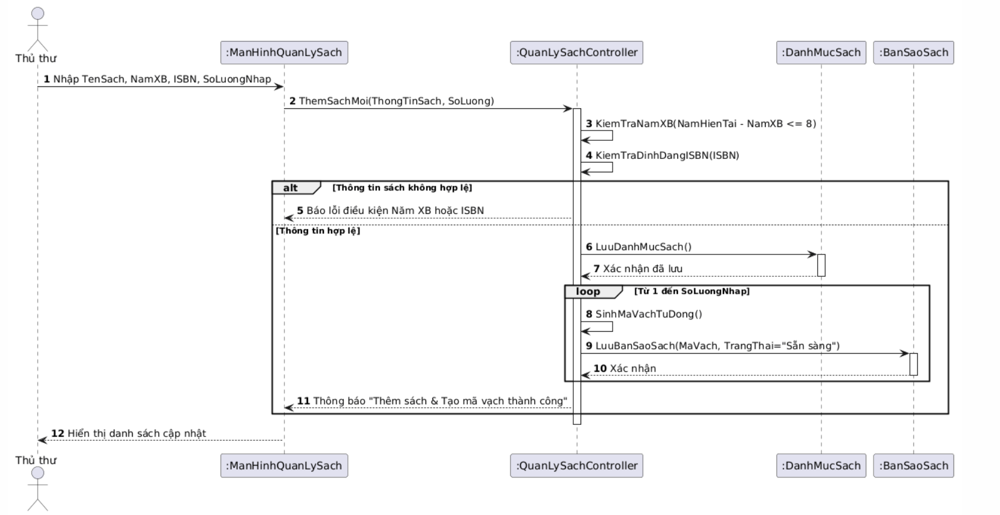 Thủ thư
:ManHinhQuanLySach
:QuanLySachController
:DanhMucSach
:BanSaoSach
1 Nhập TenSach, NamXB, ISBN, SoLuongNhap
2 ThemSachMoi(ThongTinSach, SoLuong)
3 KiemTraNamXB(NamHienTai - NamXB <= 8)
4 KiemTraDinhDangISBN(ISBN)
alt [Thông tin sách không hợp lệ]
5 Báo lỗi điều kiện Năm XB hoặc ISBN
[Thông tin hợp lệ]
6 LuuDanhMucSach()
7 Xác nhận đã lưu
loop [Từ 1 đến SoLuongNhap]
8 SinhMaVachTuDong()
9 LuuBanSaoSach(MaVach, TrangThai="Sẵn sàng")
10 Xác nhận
11 Thông báo "Thêm sách & Tạo mã vạch thành công"
12 Hiển thị danh sách cập nhật
Thủ thư
:ManHinhQuanLySach
:QuanLySachController
:DanhMucSach
:BanSaoSach